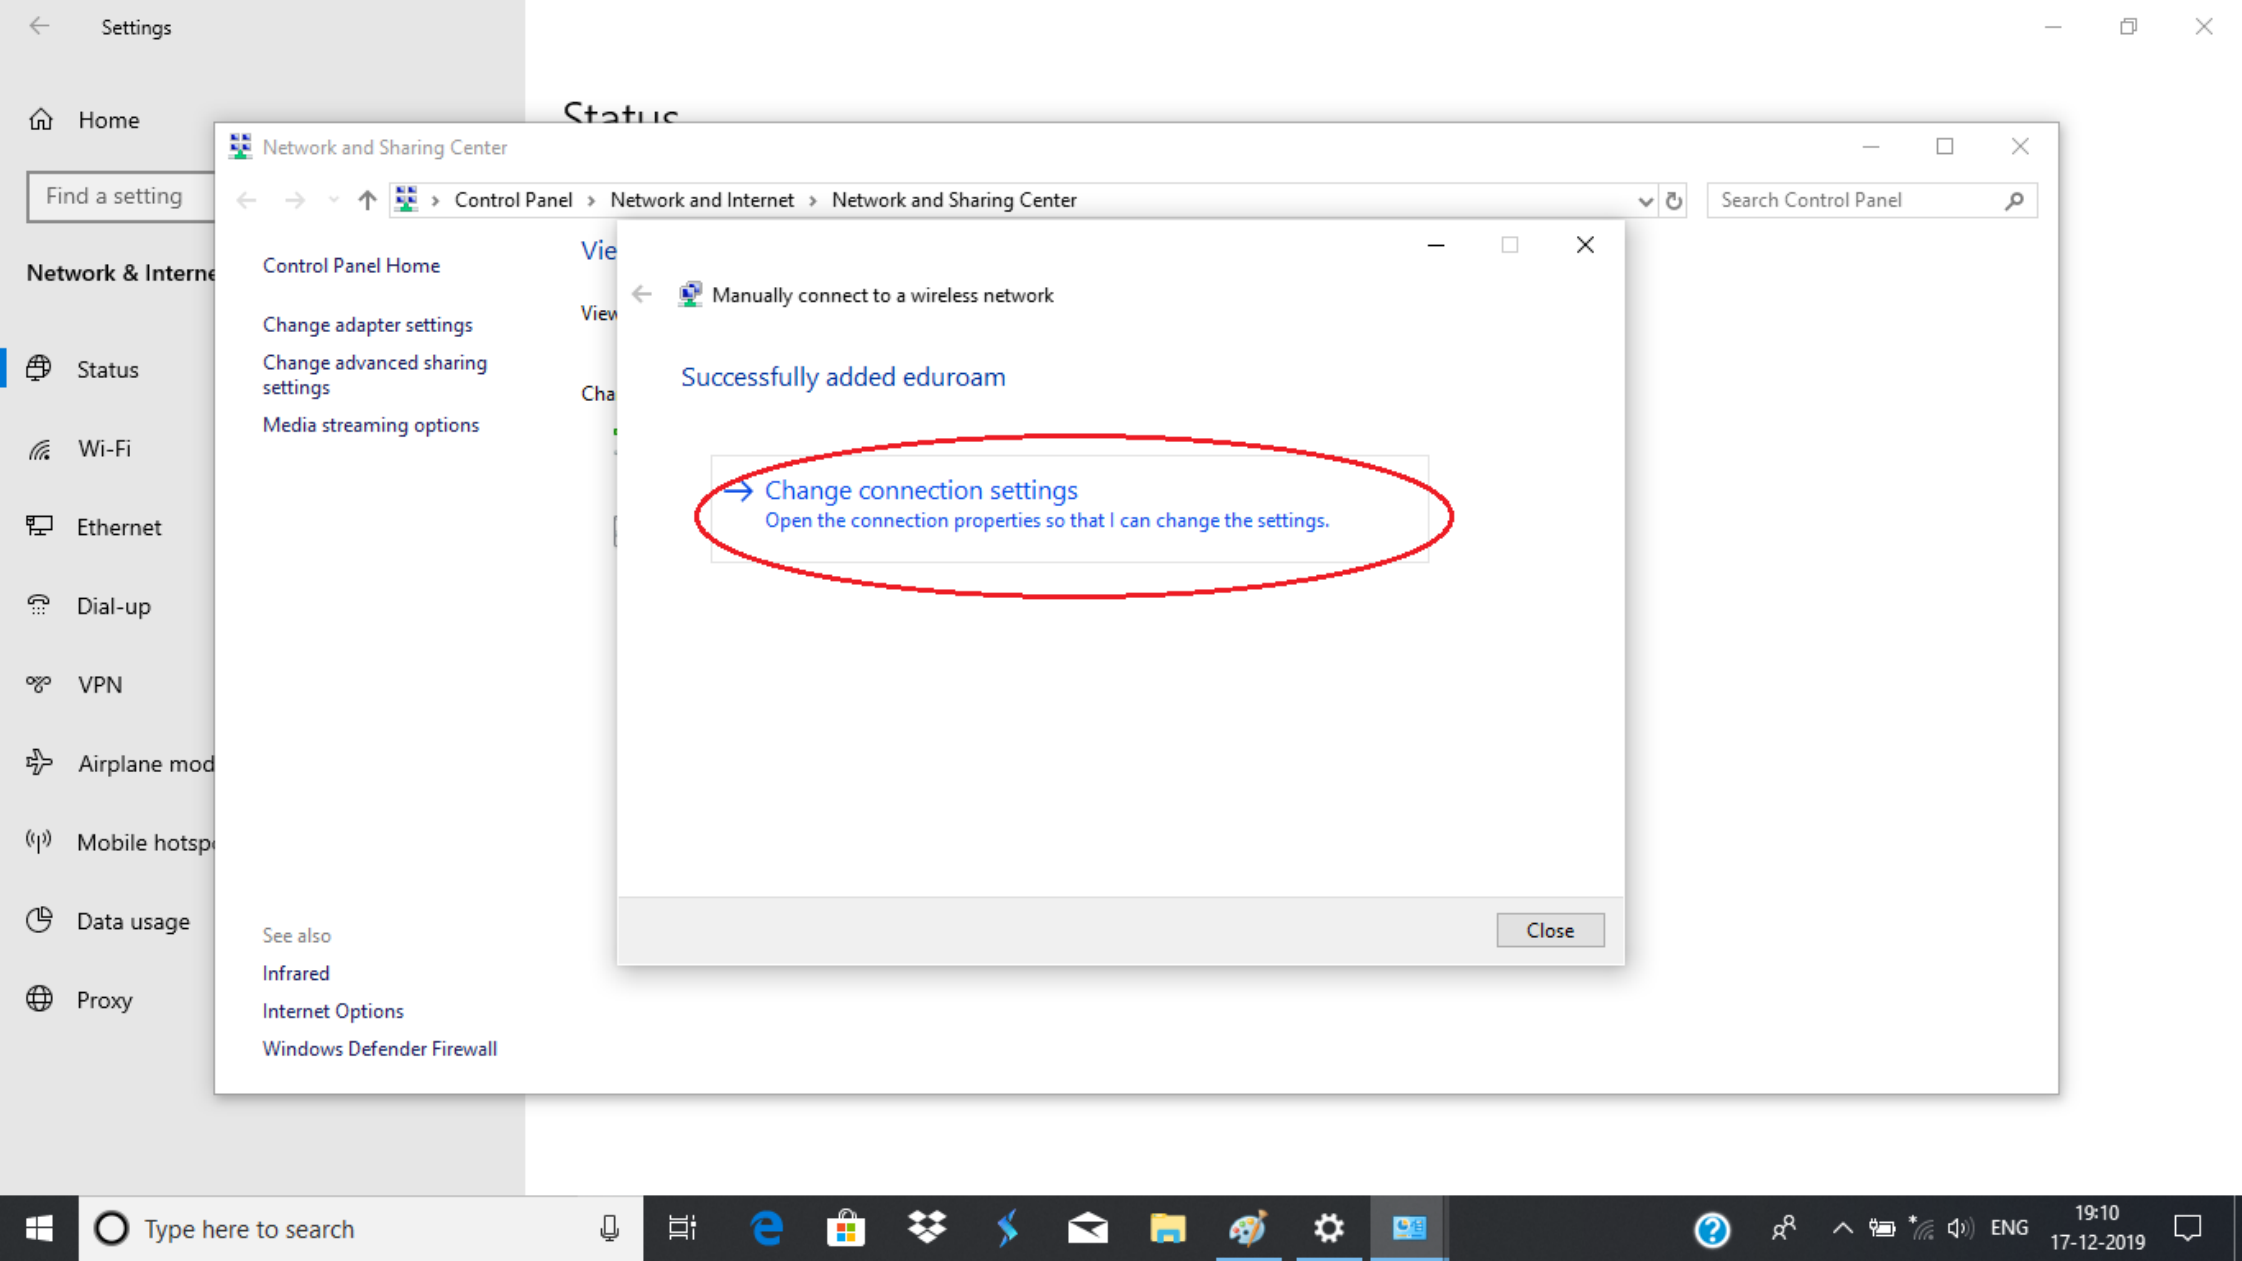 Settings
Home
Find a setting
Network & Interne
Status
Wi-Fi
Ethernet
Dial-up
VPN
Airplane mod
Mobile hotsp
Data usage
Proxy
Status
Network and Sharing Center
Control Panel > Network and Internet > Network and Sharing Center
Search Control Panel
Control Panel Home
Change adapter settings
Change advanced sharing
settings
Media streaming options
See also
Infrared
Internet Options
Windows Defender Firewall
Vie
View
Cha
Manually connect to a wireless network
Successfully added eduroam
Change connection settings
Open the connection properties so that I can change the settings.
Close
Type here to search
ENG
19:10
17-12-2019